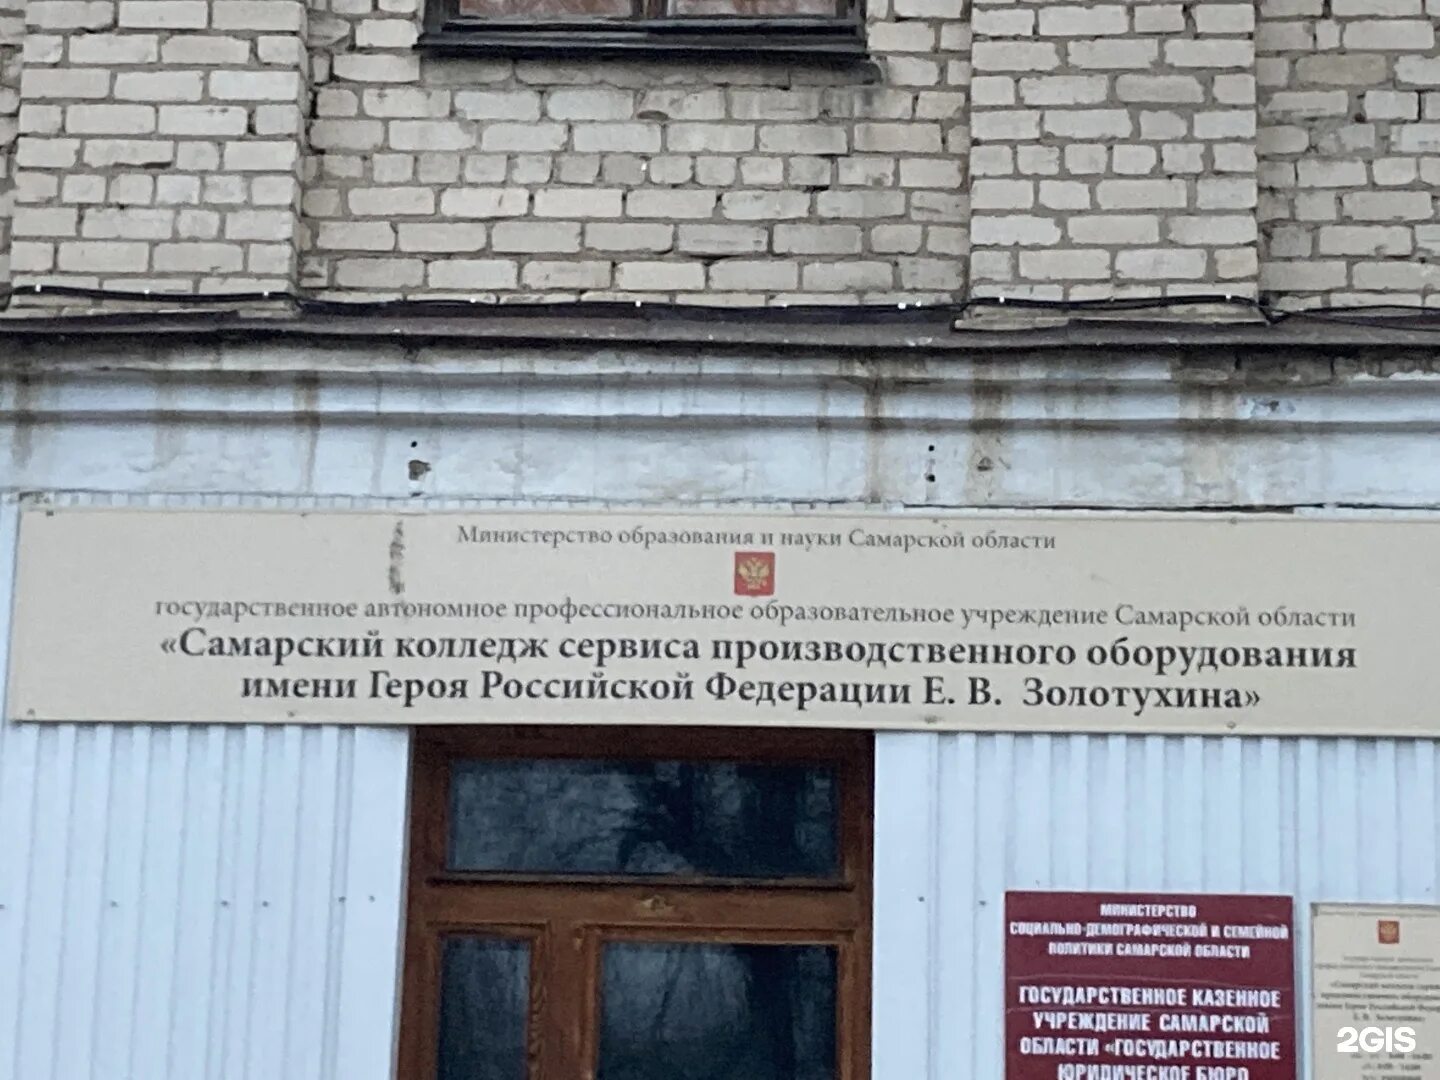 Министерство образования и науки Самарской области
государственное автономное профессиональное образовательное учреждение Самарской области
«Самарский колледж сервиса производственного оборудования
имени Героя Российской Федерации Е. В. Золотухина»
МИНИСТЕРСТВО
СОЦИАЛЬНО-ДЕМОГРАФИЧЕСКОЙ И СЕМЕЙНОЙ
ПОЛИТИКИ САМАРСКОЙ ОБЛАСТИ
ГОСУДАРСТВЕННОЕ КАЗЕННОЕ
УЧРЕЖДЕНИЕ САМАРСКОЙ
ОБЛАСТИ «ГОСУДАРСТВЕННОЕ
ЮРИДИЧЕСКОЕ БЮРО
2GIS